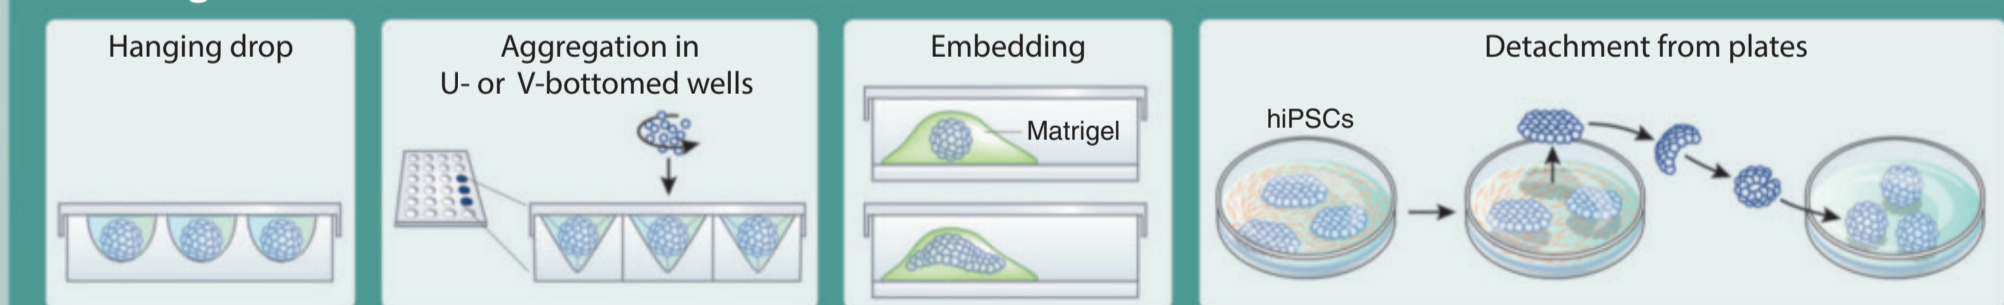 Hanging drop
Aggregation in
U- or V-bottomed wells
Embedding
Matrigel
Detachment from plates
hiPSCs